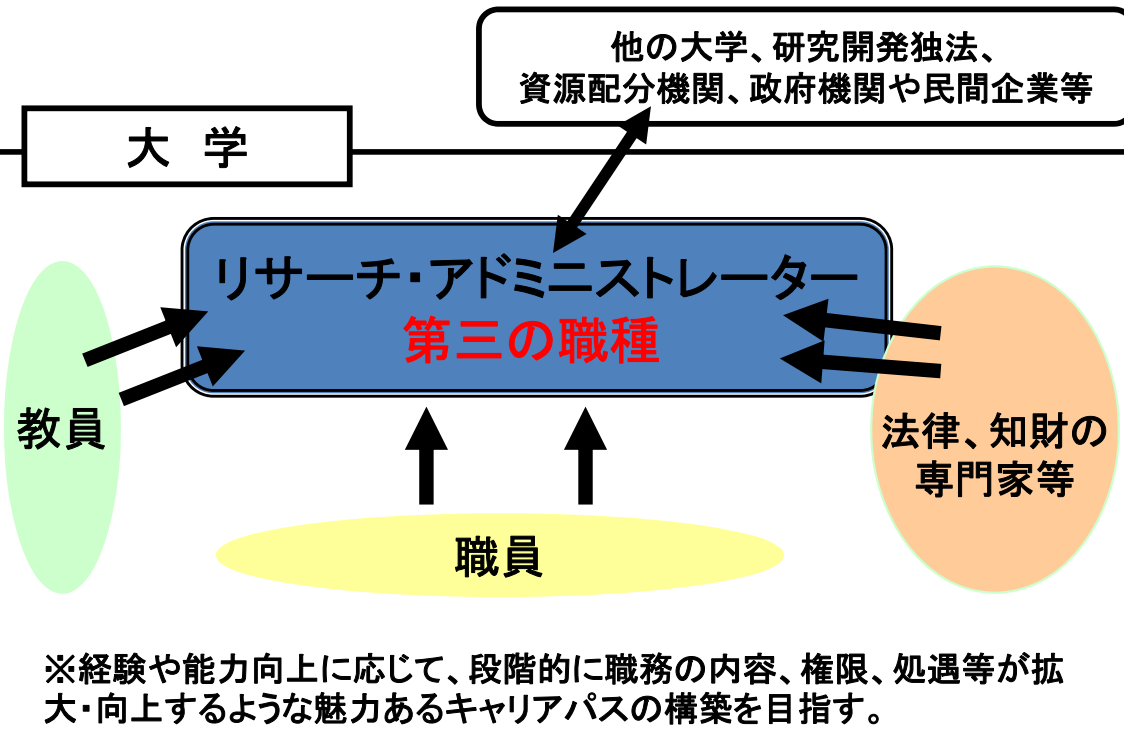 他の大学、研究開発独法、
資源配分機関、政府機関や民間企業等
大 学
リサーチ・アドミニストレーター
第三の職種
教員
法律、知財の
専門家等
職員
※経験や能力向上に応じて、段階的に職務の内容、権限、処遇等が拡
大・向上するような魅力あるキャリアパスの構築を目指す。